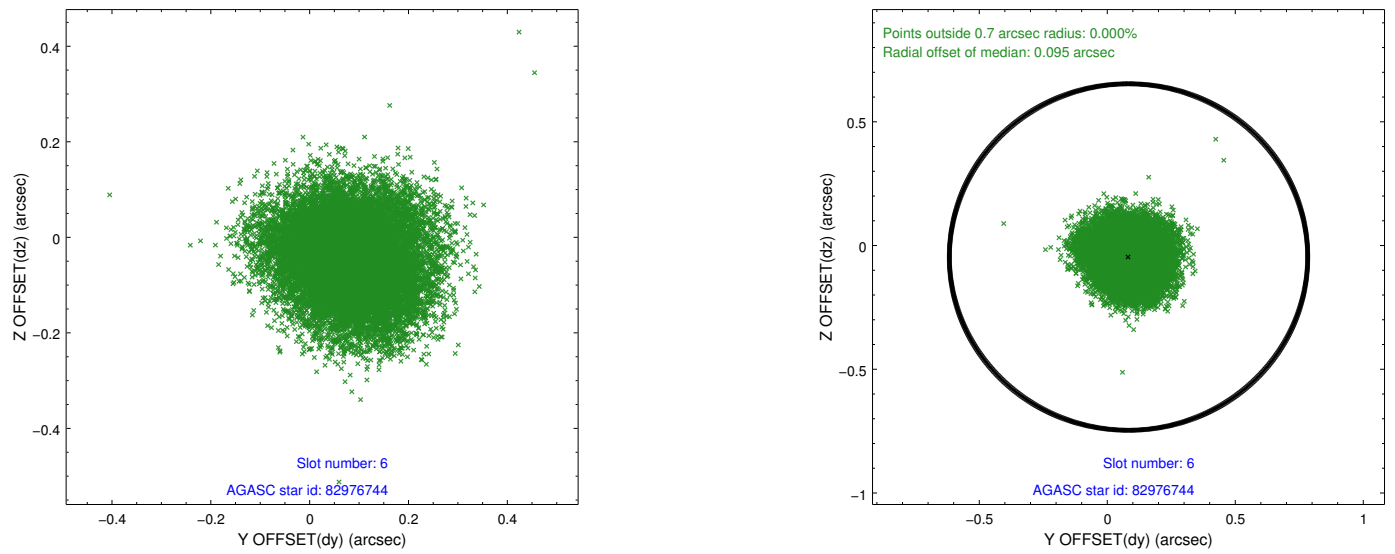 0.4
0.2
0
−0.2
−0.4
−0.4
−0.2
0
0.2
0.4
Z OFFSET(dz) (arcsec)
Y OFFSET(dy) (arcsec)
Slot number: 6
AGASC star id: 82976744
Points outside 0.7 arcsec radius: 0.000%
Radial offset of median: 0.095 arcsec
0.5
0
−0.5
−1
−0.5
0
0.5
1
Z OFFSET(dz) (arcsec)
Y OFFSET(dy) (arcsec)
Slot number: 6
AGASC star id: 82976744